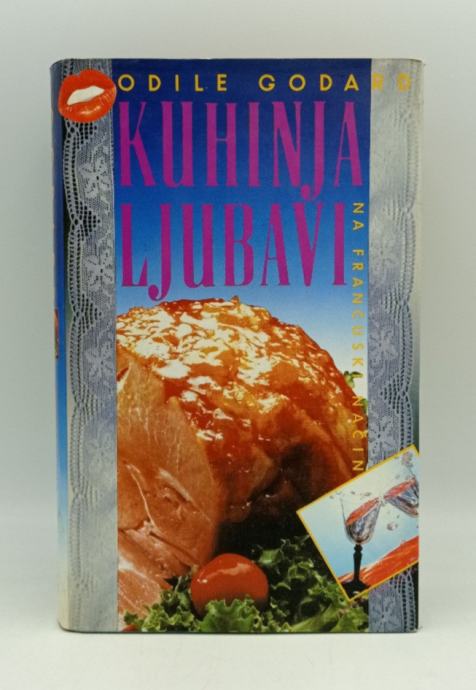 ODILE GODARD
KUHINJA
LJUBAVI
NA FRANCUSKI NAČIN